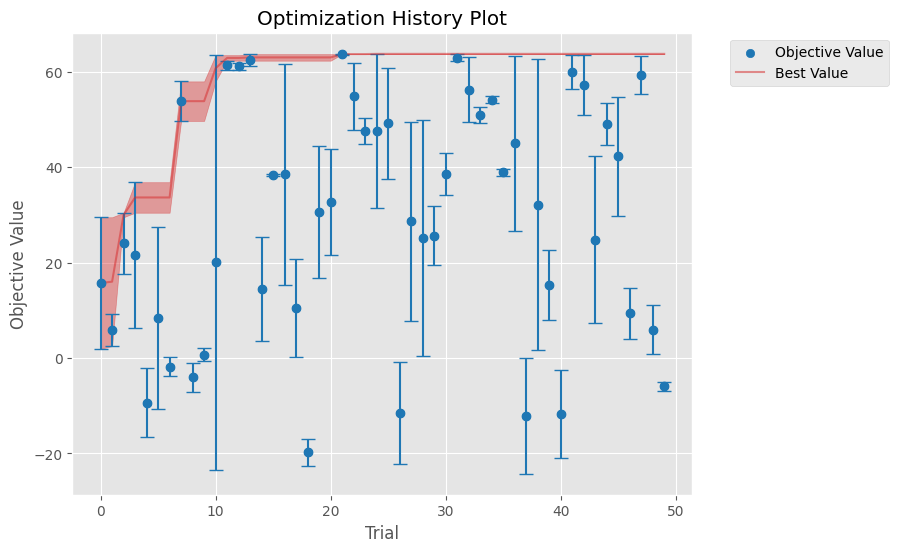 Optimization History Plot
Objective Value
Best Value
Objective Value
60
40
20
0
−20
0 10 20 30 40 50
Trial